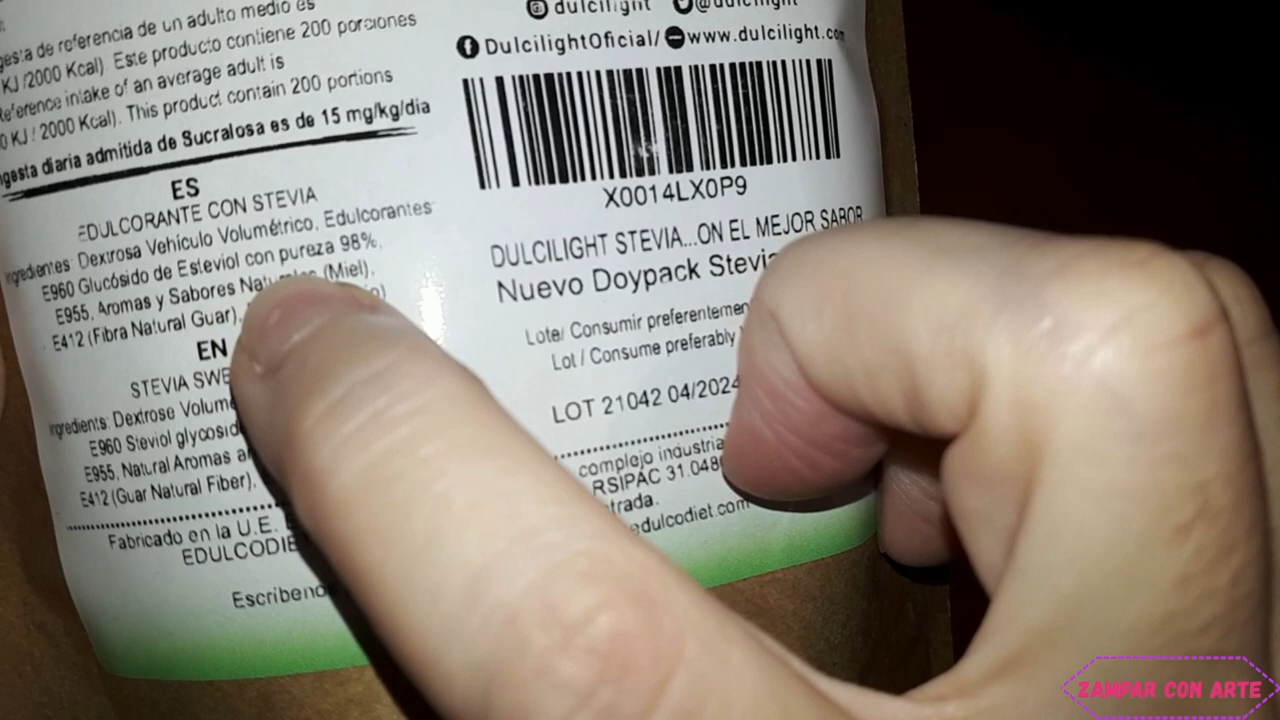 gesta de referencia de un adulto medio es
KJ /2000 Kcal). Este producto contiene 200 porciones
Reference intake of an average adult is
0 KJ / 2000 Kcal). This product contain 200 portions
ngesta diaria admitida de Sucralosa es de 15 mg/kg/dia
ES
EDULCORANTE CON STEVIA
Ingredientes: Dextrosa Vehículo Volumétrico, Edulcorantes:
E960 Glucósido de Esteviol con pureza 98%,
E955, Aromas y Sabores (Miel),
E412 (Fibra Natural Guar),
EN
STEVIA SWE
Ingredients: Dextrose Volume
E960 Steviol glycosid
E955, Natural Aromas a
E412 (Guar Natural Fiber),
Fabricado en la U.E.
EDULCODIE
Escribeno
dulcilight @dulcilight
DulcilightOficial/ www.dulcilight.com
X0014LX0P9
DULCILIGHT STEVIA...ON EL MEJOR SABOR
Nuevo Doypack Stevia
Lote/ Consumir preferentemen
Lot / Consume preferably
LOT 21042 04/2024
complejo industria
RSIPAC 31.048
trada.
edulcodiet.com
ZAMPAR CON ARTE